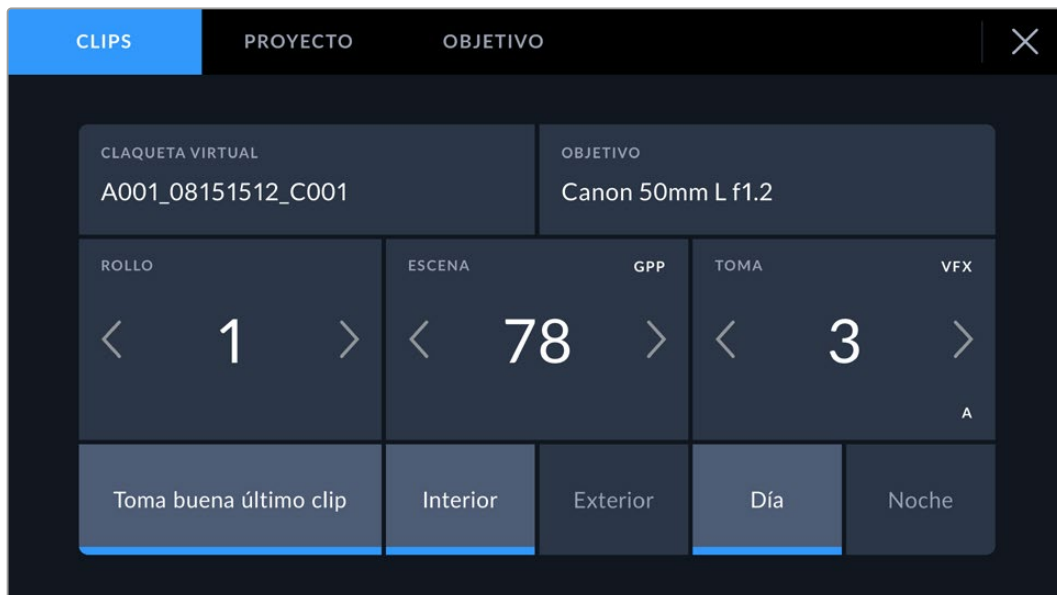 CLIPS PROYECTO OBJETIVO
CLAQUETA VIRTUAL
A001_08151512_C001
OBJETIVO
Canon 50mm L f1.2
ROLLO
1
ESCENA GPP
78
TOMA VFX
3
A
Toma buena último clip
Interior
Exterior
Día
Noche